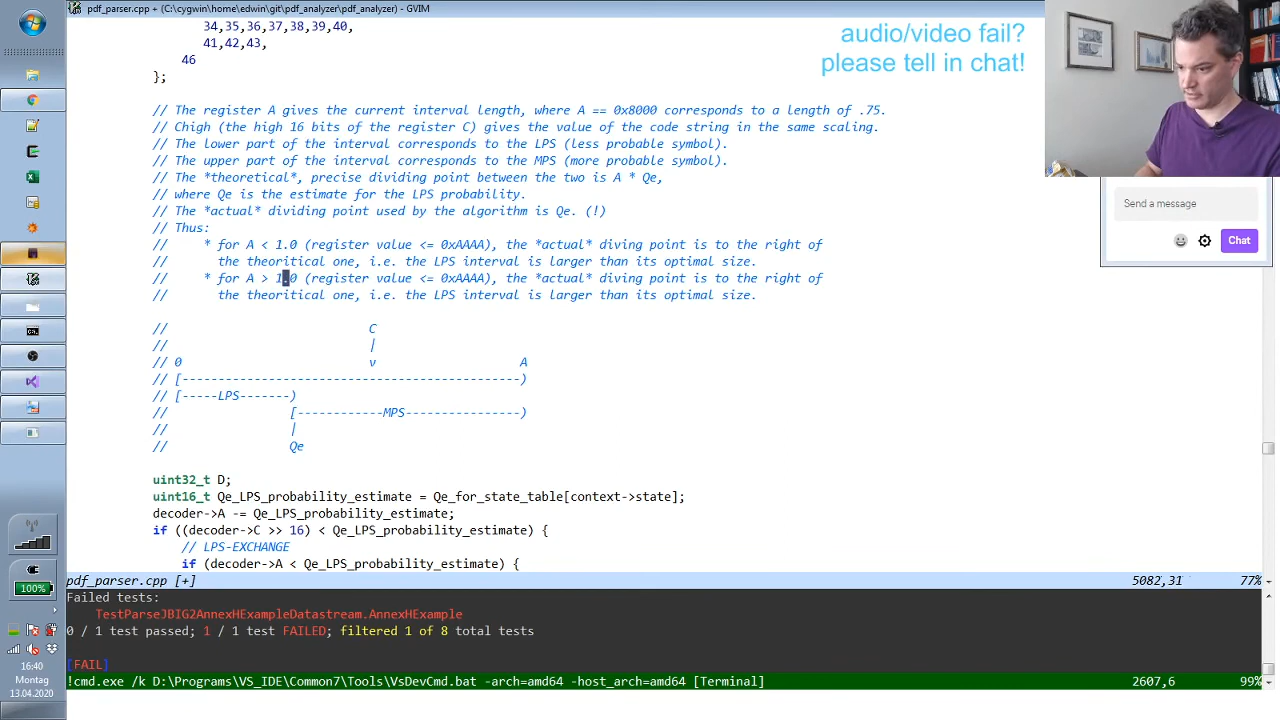 pdf_parser.cpp + (C:\cygwin\home\edwin\git\pdf_analyzer\pdf_analyzer) - GVIM
audio/video fail?
please tell in chat!
34,35,36,37,38,39,40,
41,42,43,
46
};
// The register A gives the current interval length, where A == 0x8000 corresponds to a length of .75.
// Chigh (the high 16 bits of the register C) gives the value of the code string in the same scaling.
// The lower part of the interval corresponds to the LPS (less probable symbol).
// The upper part of the interval corresponds to the MPS (more probable symbol).
// The *theoretical*, precise dividing point between the two is A * Qe,
// where Qe is the estimate for the LPS probability.
// The *actual* dividing point used by the algorithm is Qe. (!)
// Thus:
// * for A < 1.0 (register value <= 0xAAAA), the *actual* diving point is to the right of
// the theoritical one, i.e. the LPS interval is larger than its optimal size.
// * for A > 1.0 (register value <= 0xAAAA), the *actual* diving point is to the right of
// the theoritical one, i.e. the LPS interval is larger than its optimal size.
// C
// |
// 0 v A
// [-----------------------------------------------)
// [-----LPS-------)
// [------------MPS----------------)
// |
// Qe
uint32_t D;
uint16_t Qe_LPS_probability_estimate = Qe_for_state_table[context->state];
decoder->A -= Qe_LPS_probability_estimate;
if ((decoder->C >> 16) < Qe_LPS_probability_estimate) {
// LPS-EXCHANGE
if (decoder->A < Qe_LPS_probability_estimate) {
pdf_parser.cpp [+] 5082,31 77%
Failed tests:
TestParseJBIG2AnnexHExampleDatastream.AnnexHExample
0 / 1 test passed; 1 / 1 test FAILED; filtered 1 of 8 total tests
[FAIL]
!cmd.exe /k D:\Programs\VS_IDE\Common7\Tools\VsDevCmd.bat -arch=amd64 -host_arch=amd64 [Terminal] 2607,6 99%
Send a message
Chat
100%
16:40
Montag
13.04.2020